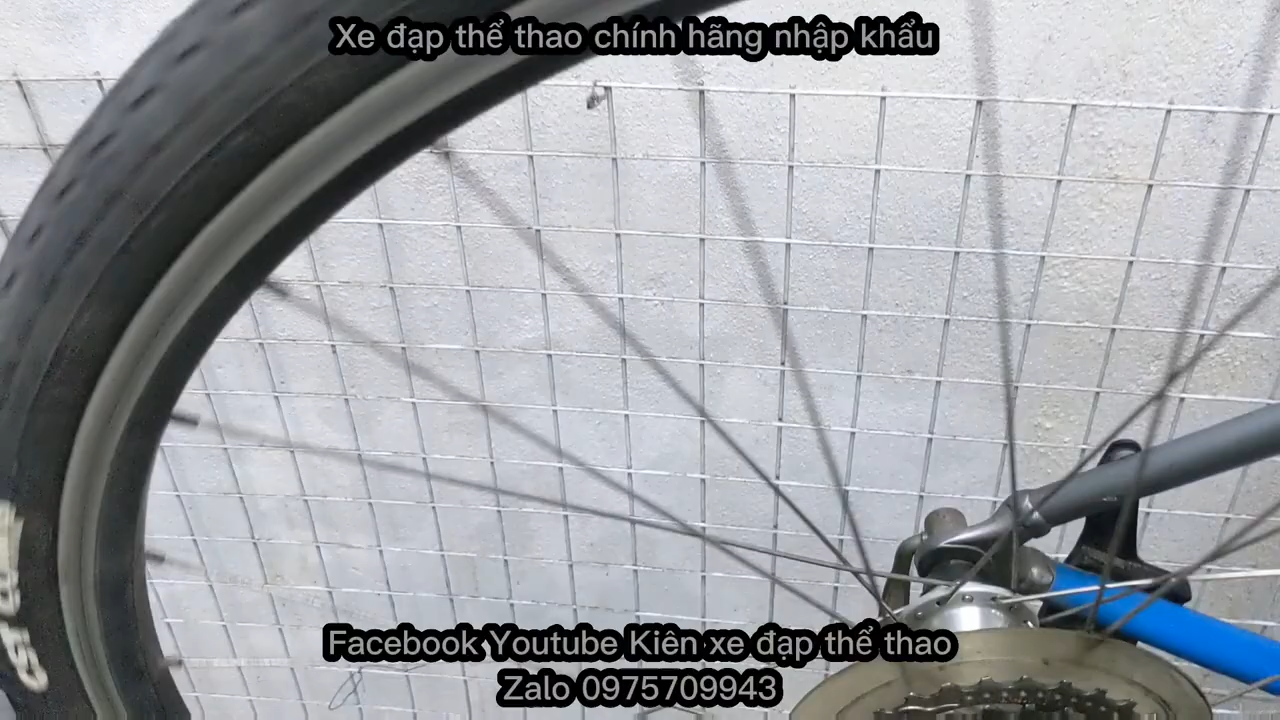 Xe đạp thể thao chính hãng nhập khẩu
Facebook Youtube Kiên xe đạp thể thao
Zalo 0975709943